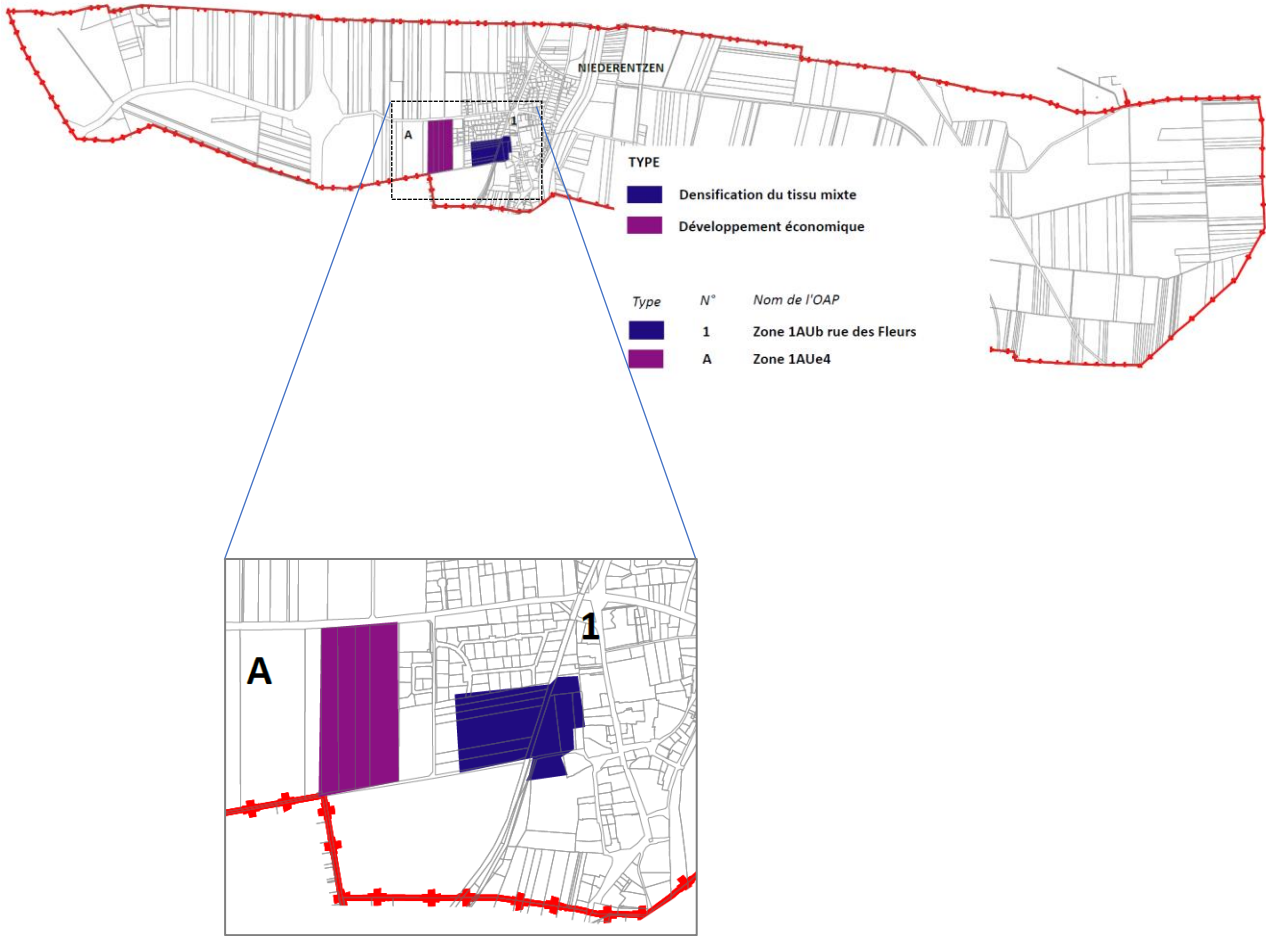 NIEDERENTZEN
A
1
TYPE
Densification du tissu mixte
Développement économique
Type N° Nom de l'OAP
1 Zone 1AUb rue des Fleurs
A Zone 1AUe4
A
1